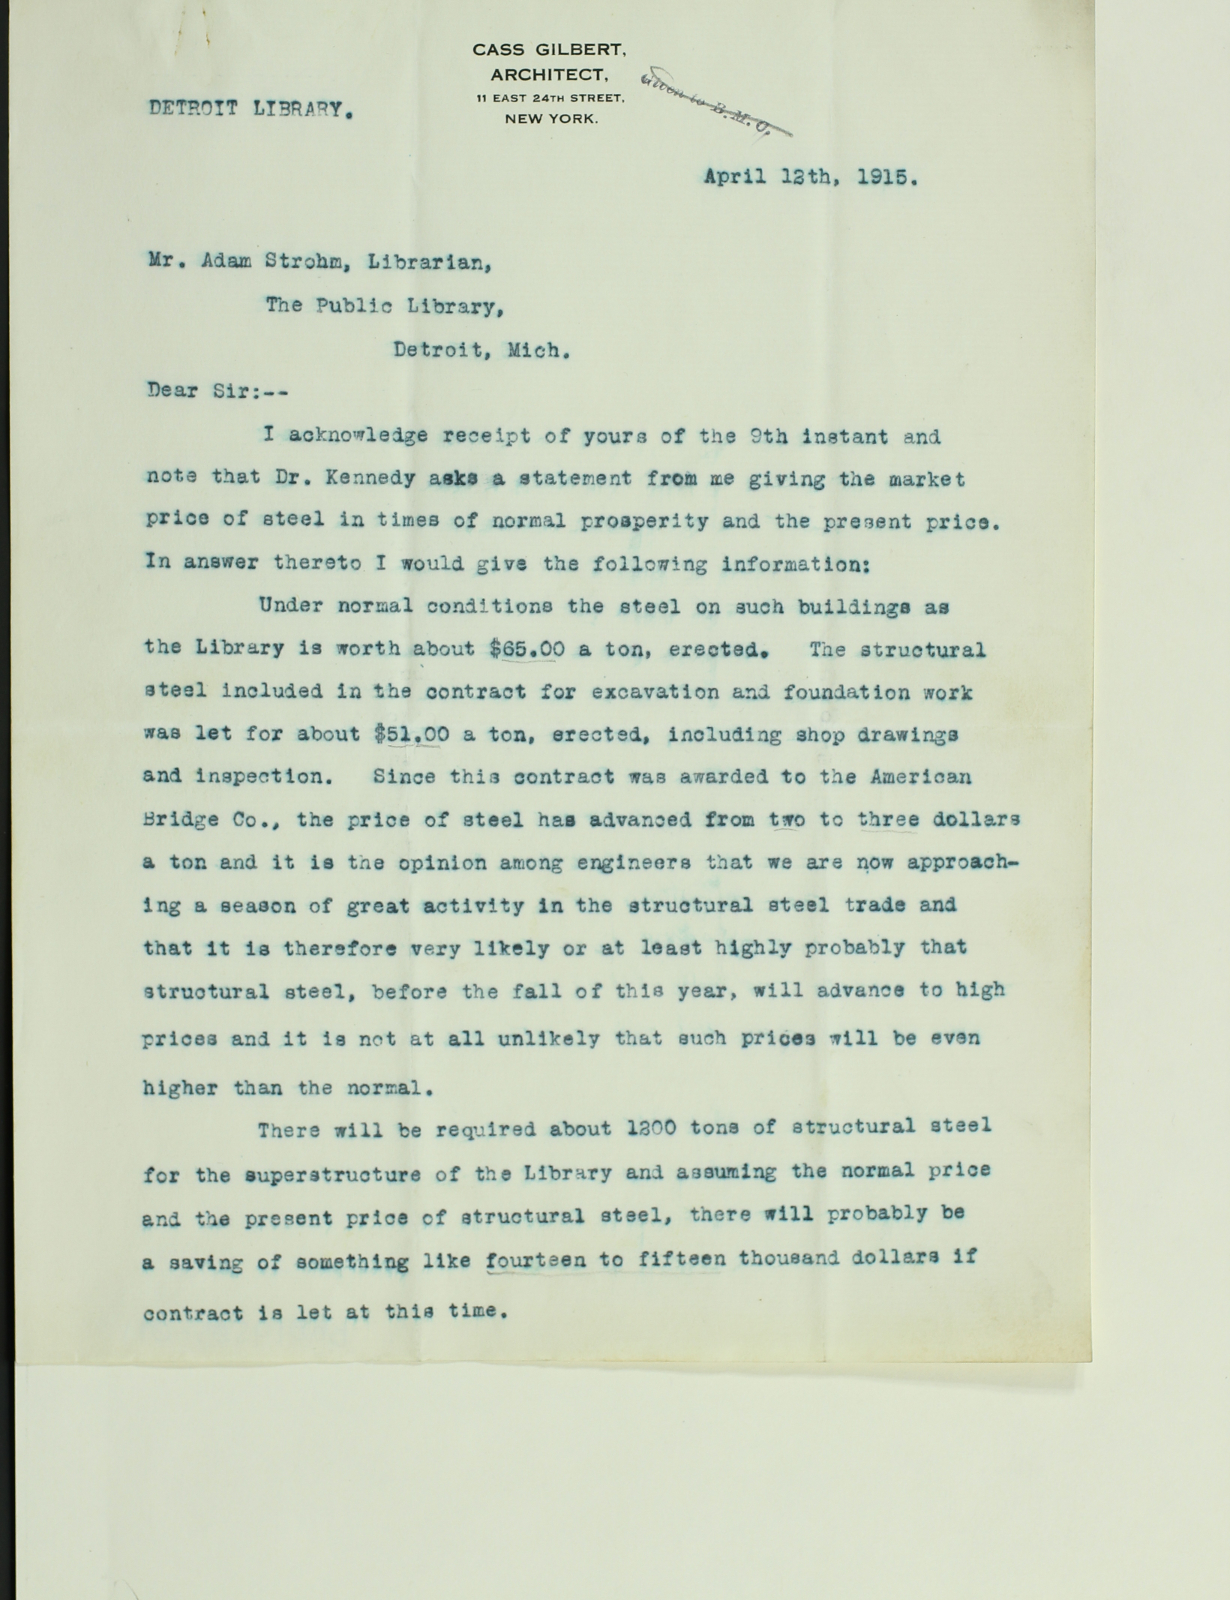 CASS GILBERT,
ARCHITECT,
11 EAST 24TH STREET,
NEW YORK.
Given to B.M.O.
DETROIT LIBRARY.
April 12th, 1915.
Mr. Adam Strohm, Librarian,
The Public Library,
Detroit, Mich.
Dear Sir:--
I acknowledge receipt of yours of the 9th instant and
note that Dr. Kennedy asks a statement from me giving the market
price of steel in times of normal prosperity and the present price.
In answer thereto I would give the following information:
Under normal conditions the steel on such buildings as
the Library is worth about $65.00 a ton, erected. The structural
steel included in the contract for excavation and foundation work
was let for about $51.00 a ton, erected, including shop drawings
and inspection. Since this contract was awarded to the American
Bridge Co., the price of steel has advanced from two to three dollars
a ton and it is the opinion among engineers that we are now approach-
ing a season of great activity in the structural steel trade and
that it is therefore very likely or at least highly probably that
structural steel, before the fall of this year, will advance to high
prices and it is not at all unlikely that such prices will be even
higher than the normal.
There will be required about 1200 tons of structural steel
for the superstructure of the Library and assuming the normal price
and the present price of structural steel, there will probably be
a saving of something like fourteen to fifteen thousand dollars if
contract is let at this time.